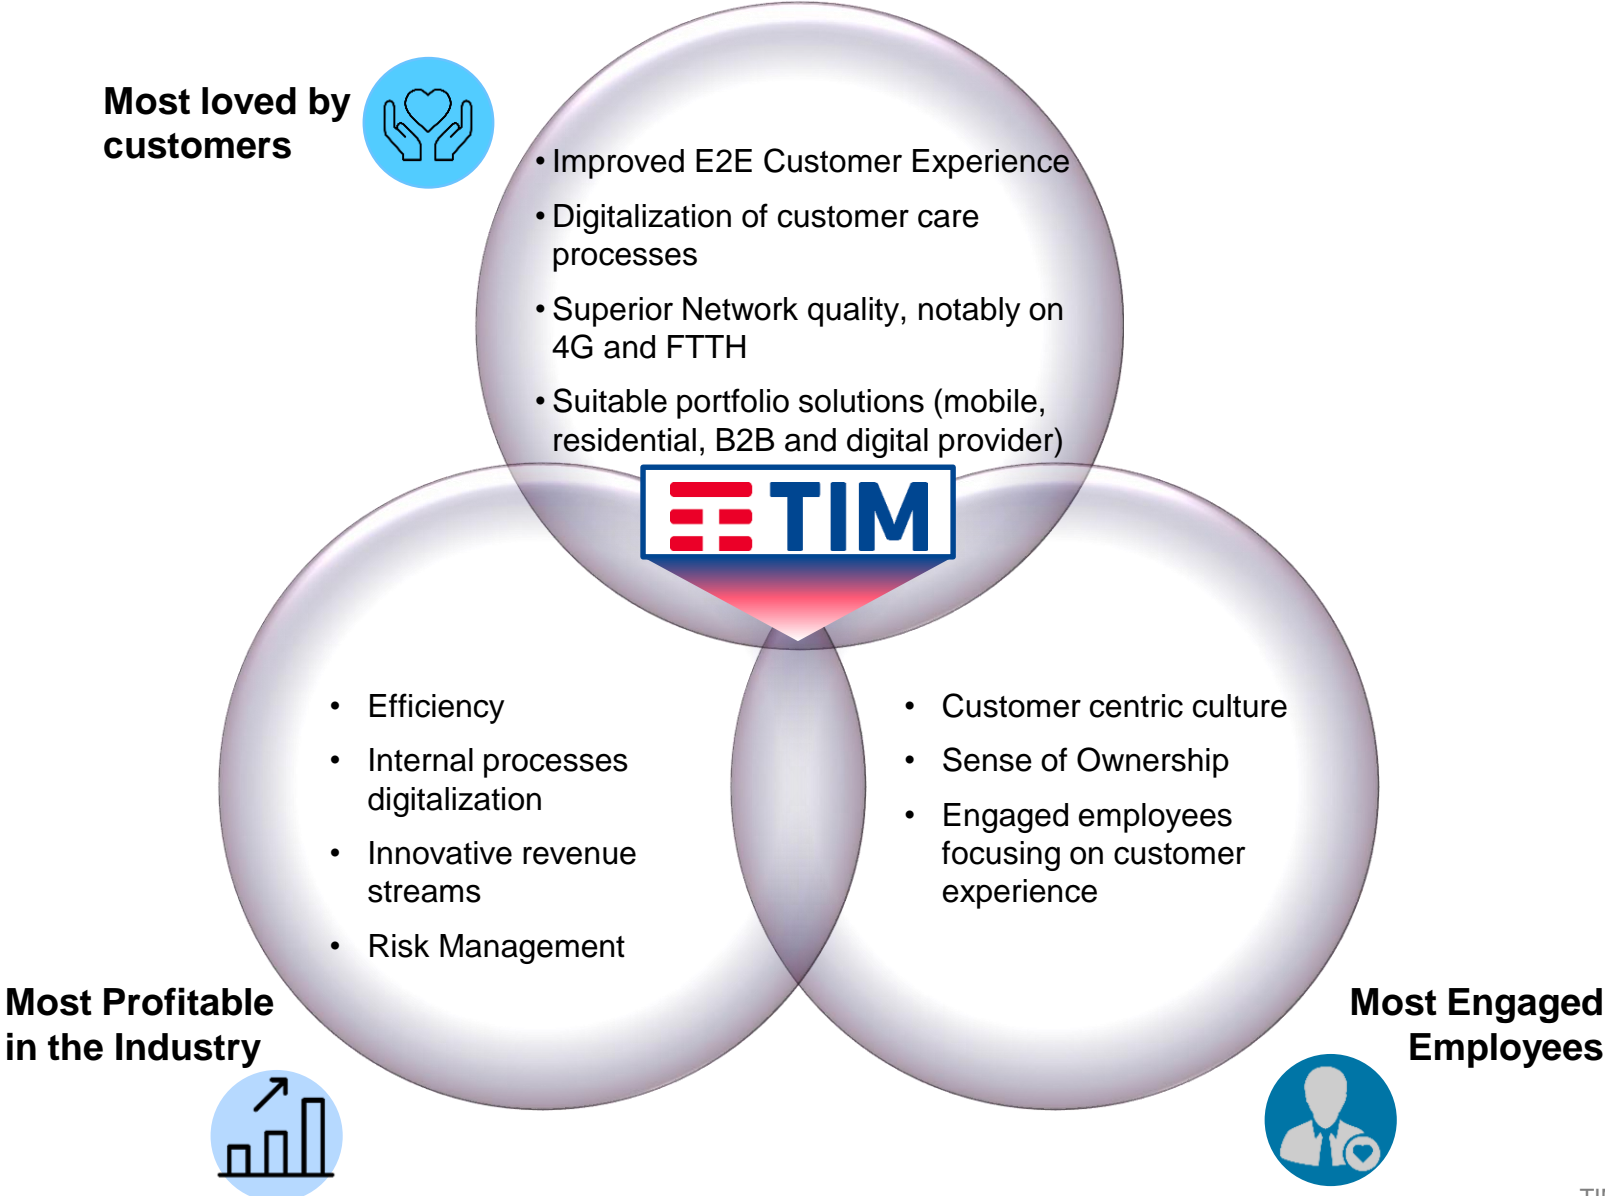 Most loved by
customers
• Improved E2E Customer Experience
• Digitalization of customer care
processes
• Superior Network quality, notably on
4G and FTTH
• Suitable portfolio solutions (mobile,
residential, B2B and digital provider)
TIM
• Efficiency
• Internal processes
digitalization
• Innovative revenue
streams
• Risk Management
• Customer centric culture
• Sense of Ownership
• Engaged employees
focusing on customer
experience
Most Profitable
in the Industry
Most Engaged
Employees